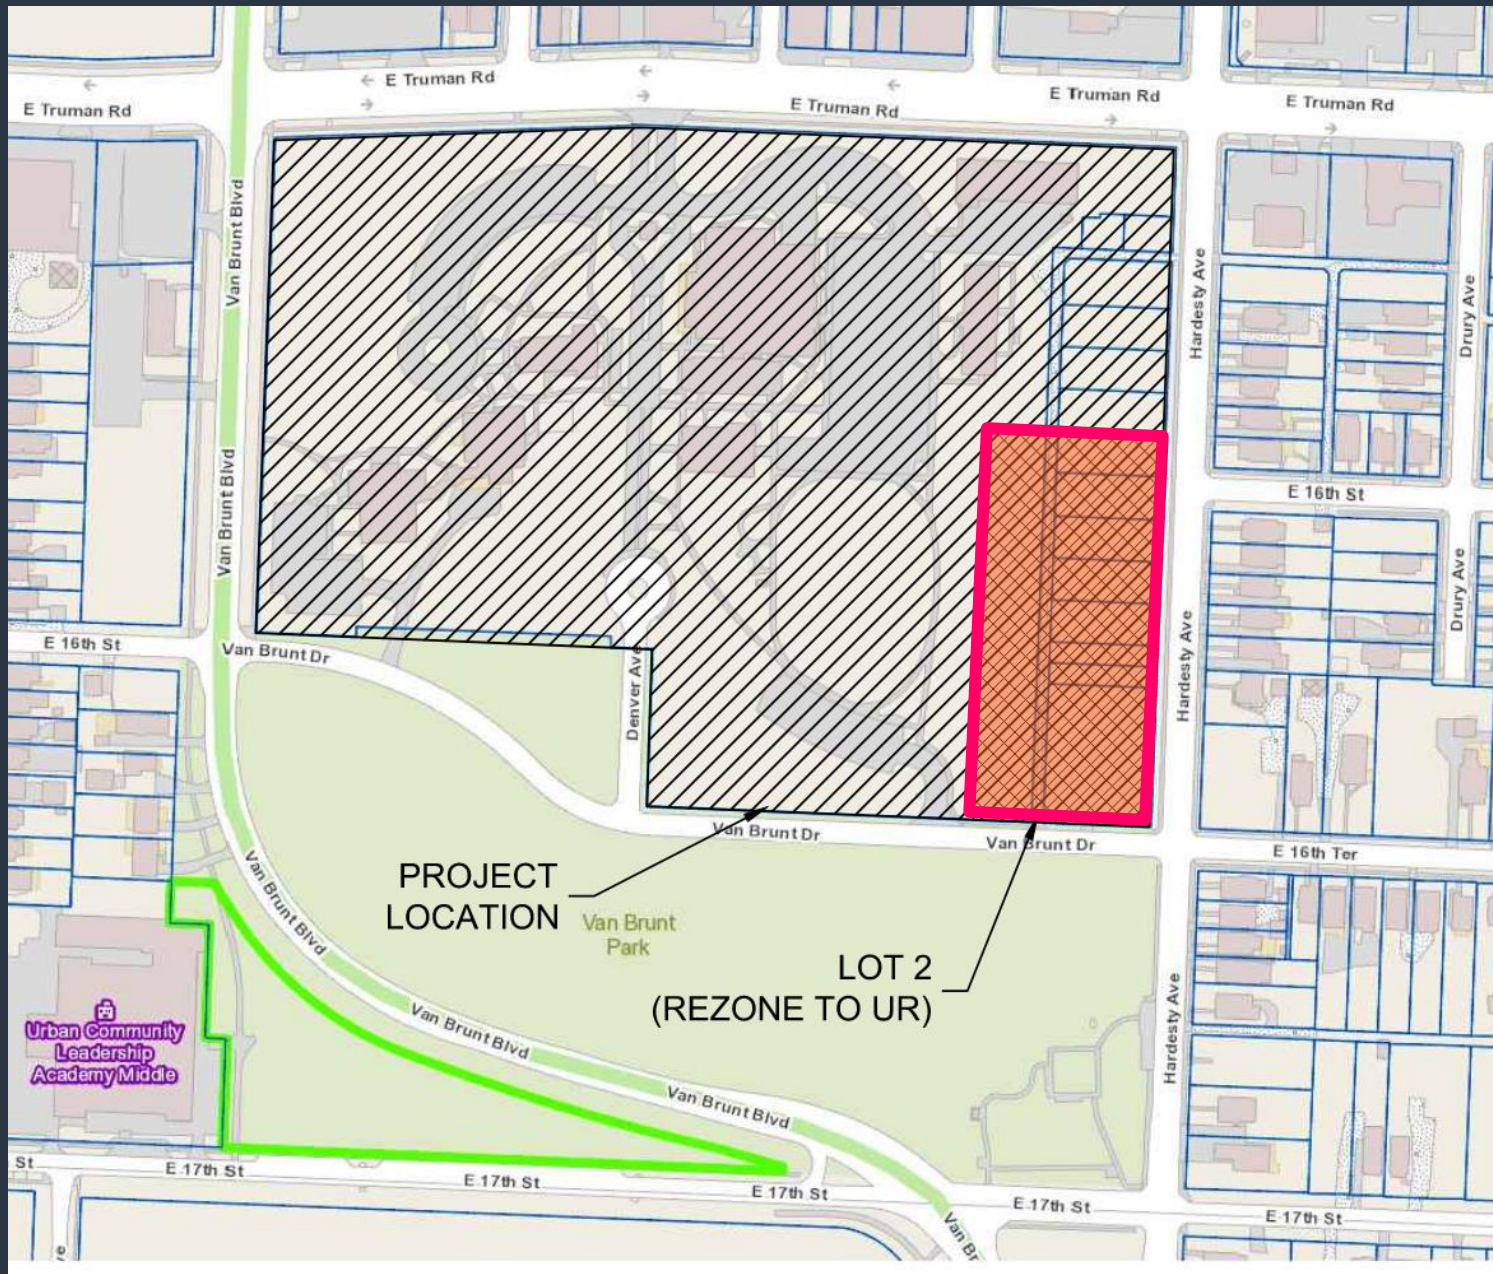 E Truman Rd
E Truman Rd
E Truman Rd
E Truman Rd
E Truman Rd
Van Brunt Blvd
Van Brunt Blvd
Hardesty Ave
Drury Ave
E 16th St
Drury Ave
E 16th St
Van Brunt Dr
Denver Ave
Hardesty Ave
Van Brunt Dr
Van Brunt Dr
E 16th Ter
PROJECT
LOCATION
Van Brunt
Park
LOT 2
(REZONE TO UR)
Van Brunt Blvd
Urban Community
Leadership
Academy Middle
Van Brunt Blvd
Van Brunt Blvd
Hardesty Ave
St
E 17th St
E 17th St
E 17th St
E 17th St
E 17th St
Van Br
ve